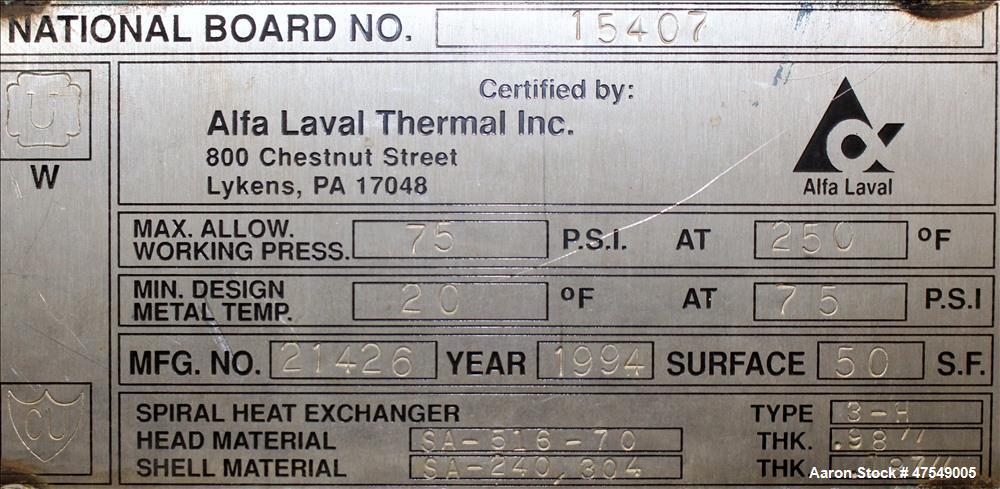 NATIONAL BOARD NO. 15407
U
W
Certified by:
Alfa Laval Thermal Inc.
800 Chestnut Street
Lykens, PA 17048
Alfa Laval
MAX. ALLOW.
WORKING PRESS. 75 P.S.I. AT 250 °F
MIN. DESIGN
METAL TEMP. 20 °F AT 75 P.S.I
MFG. NO. 21426 YEAR 1994 SURFACE 50 S.F.
SPIRAL HEAT EXCHANGER TYPE 3-H
HEAD MATERIAL SA-516-70 THK. .98"
SHELL MATERIAL SA-240,304 THK.
Aaron Stock # 47549005